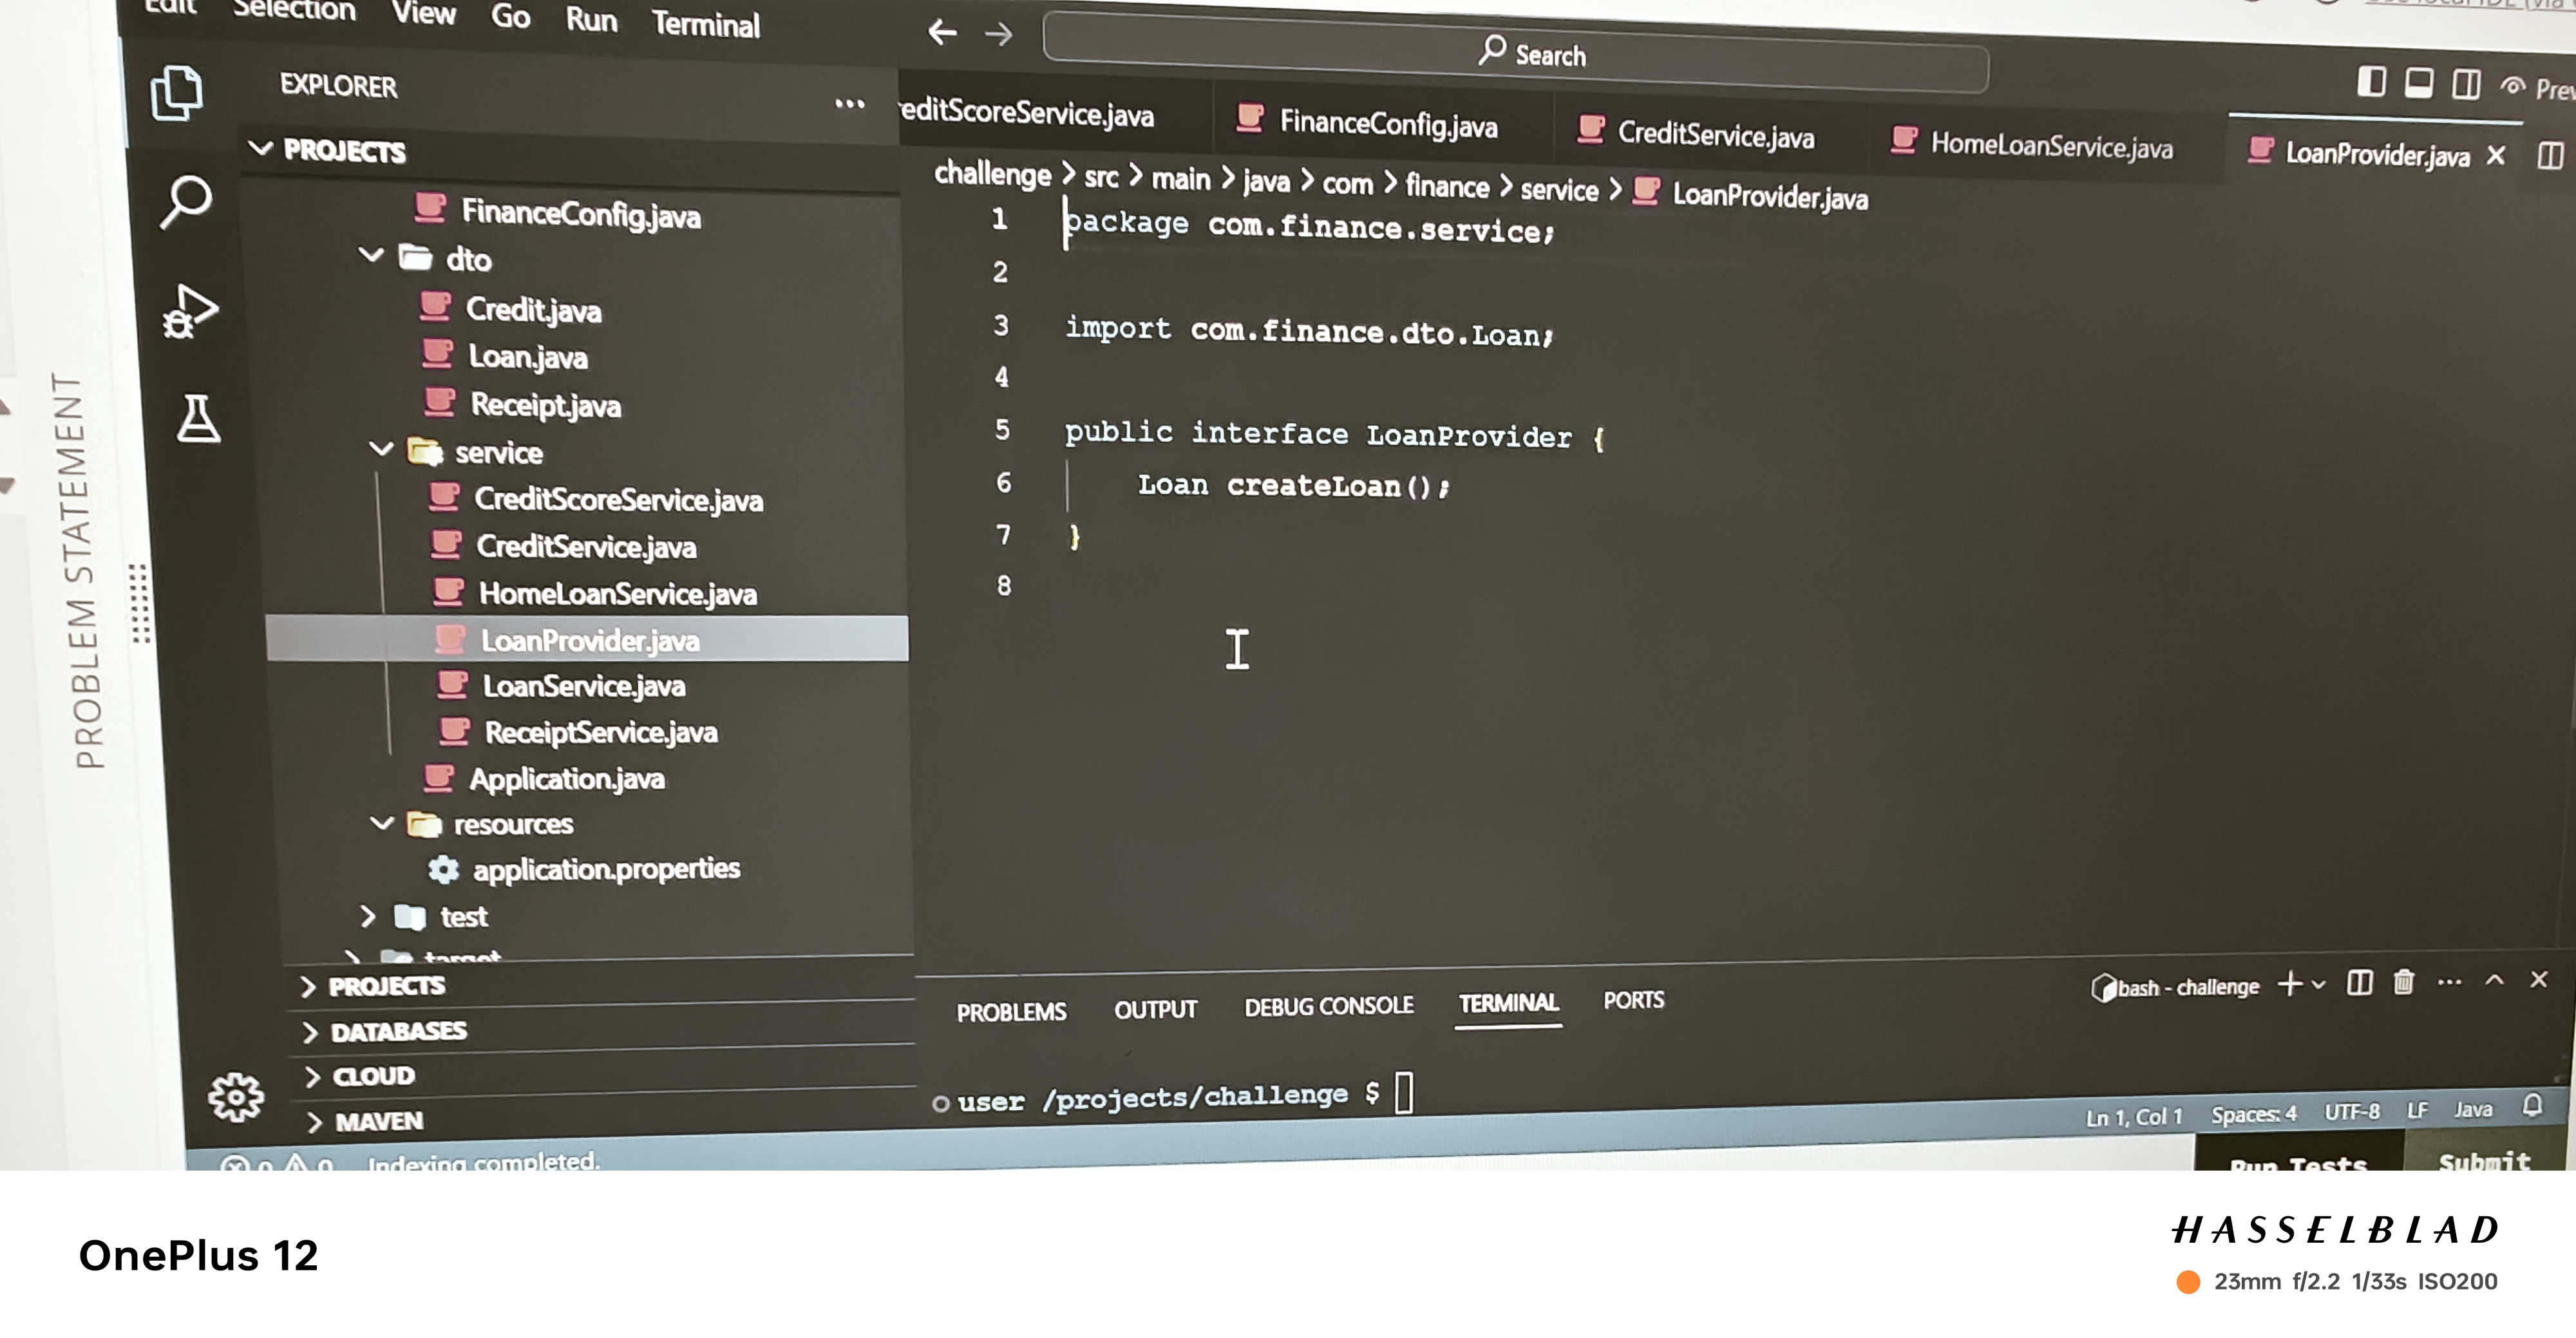 Edit Selection View Go Run Terminal
Search
EXPLORER
PROJECTS
FinanceConfig.java
dto
Credit.java
Loan.java
Receipt.java
service
CreditScoreService.java
CreditService.java
HomeLoanService.java
LoanProvider.java
LoanService.java
ReceiptService.java
Application.java
resources
application.properties
test
target
PROJECTS
DATABASES
CLOUD
MAVEN
PROBLEM STATEMENT
editScoreService.java FinanceConfig.java CreditService.java HomeLoanService.java LoanProvider.java
Prev
challenge > src > main > java > com > finance > service > LoanProvider.java
1 package com.finance.service;
2
3 import com.finance.dto.Loan;
4
5 public interface LoanProvider {
6 Loan createLoan();
7 }
8
PROBLEMS OUTPUT DEBUG CONSOLE TERMINAL PORTS
bash - challenge
user /projects/challenge $
0 0 Indexing completed.
Ln 1, Col 1 Spaces: 4 UTF-8 LF Java
Run Tests Submit
OnePlus 12
HASSELBLAD
23mm f/2.2 1/33s ISO200